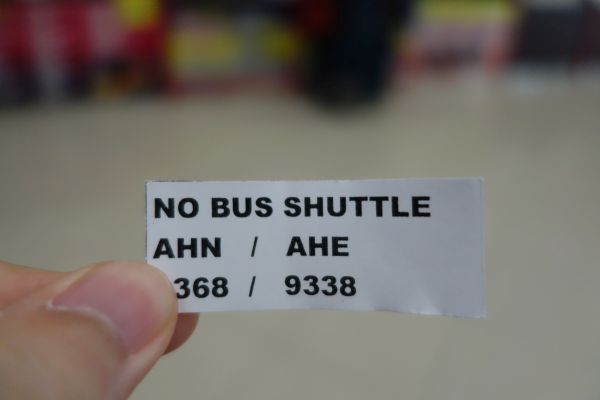 NO BUS SHUTTLE
AHN / AHE
368 / 9338